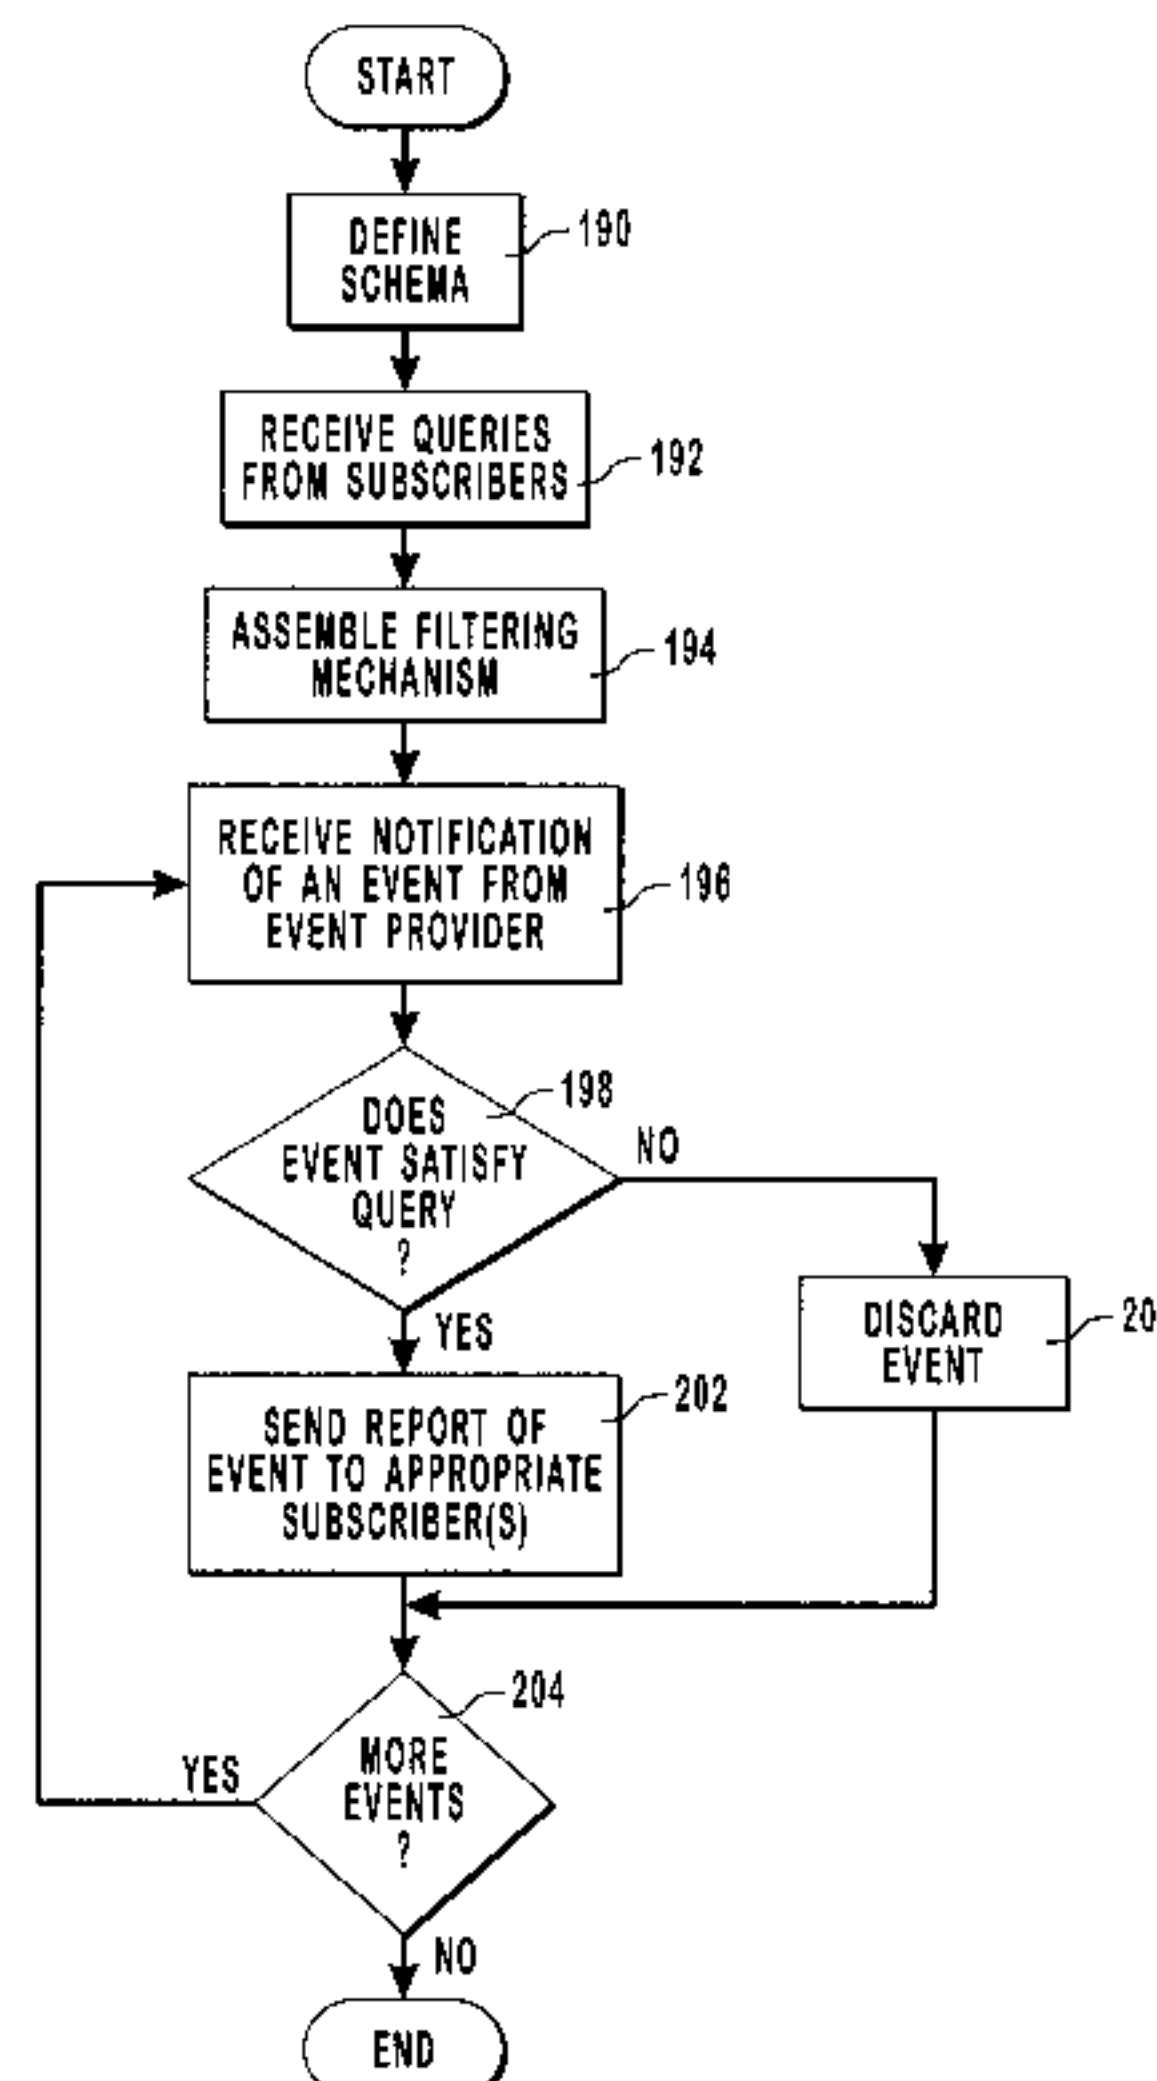 START
DEFINE
SCHEMA
190
RECEIVE QUERIES
FROM SUBSCRIBERS
192
ASSEMBLE FILTERING
MECHANISM
194
RECEIVE NOTIFICATION
OF AN EVENT FROM
EVENT PROVIDER
196
DOES
EVENT SATISFY
QUERY
?
198
NO
YES
DISCARD
EVENT
20
SEND REPORT OF
EVENT TO APPROPRIATE
SUBSCRIBER(S)
202
MORE
EVENTS
?
204
YES
NO
END